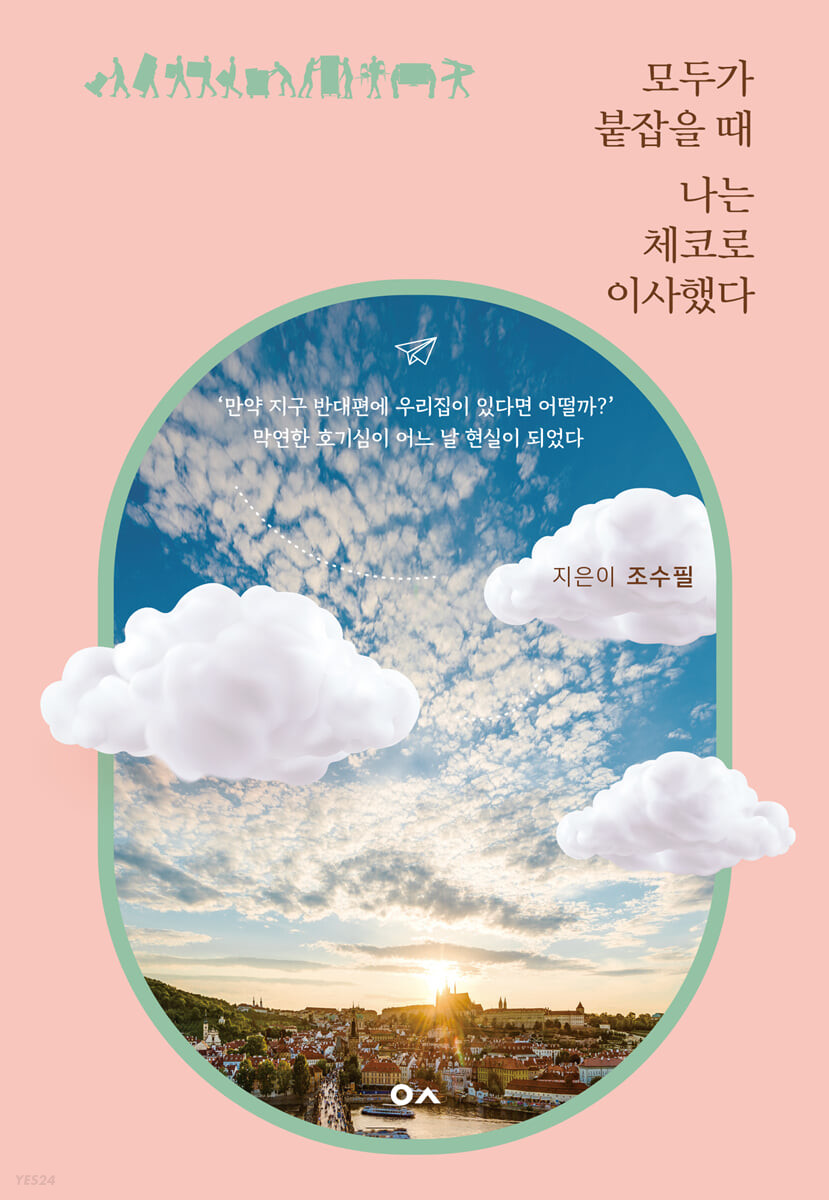 모두가
붙잡을 때
나는
체코로
이사했다
‘만약 지구 반대편에 우리집이 있다면 어떨까?’
막연한 호기심이 어느 날 현실이 되었다
지은이 조수필
YES24